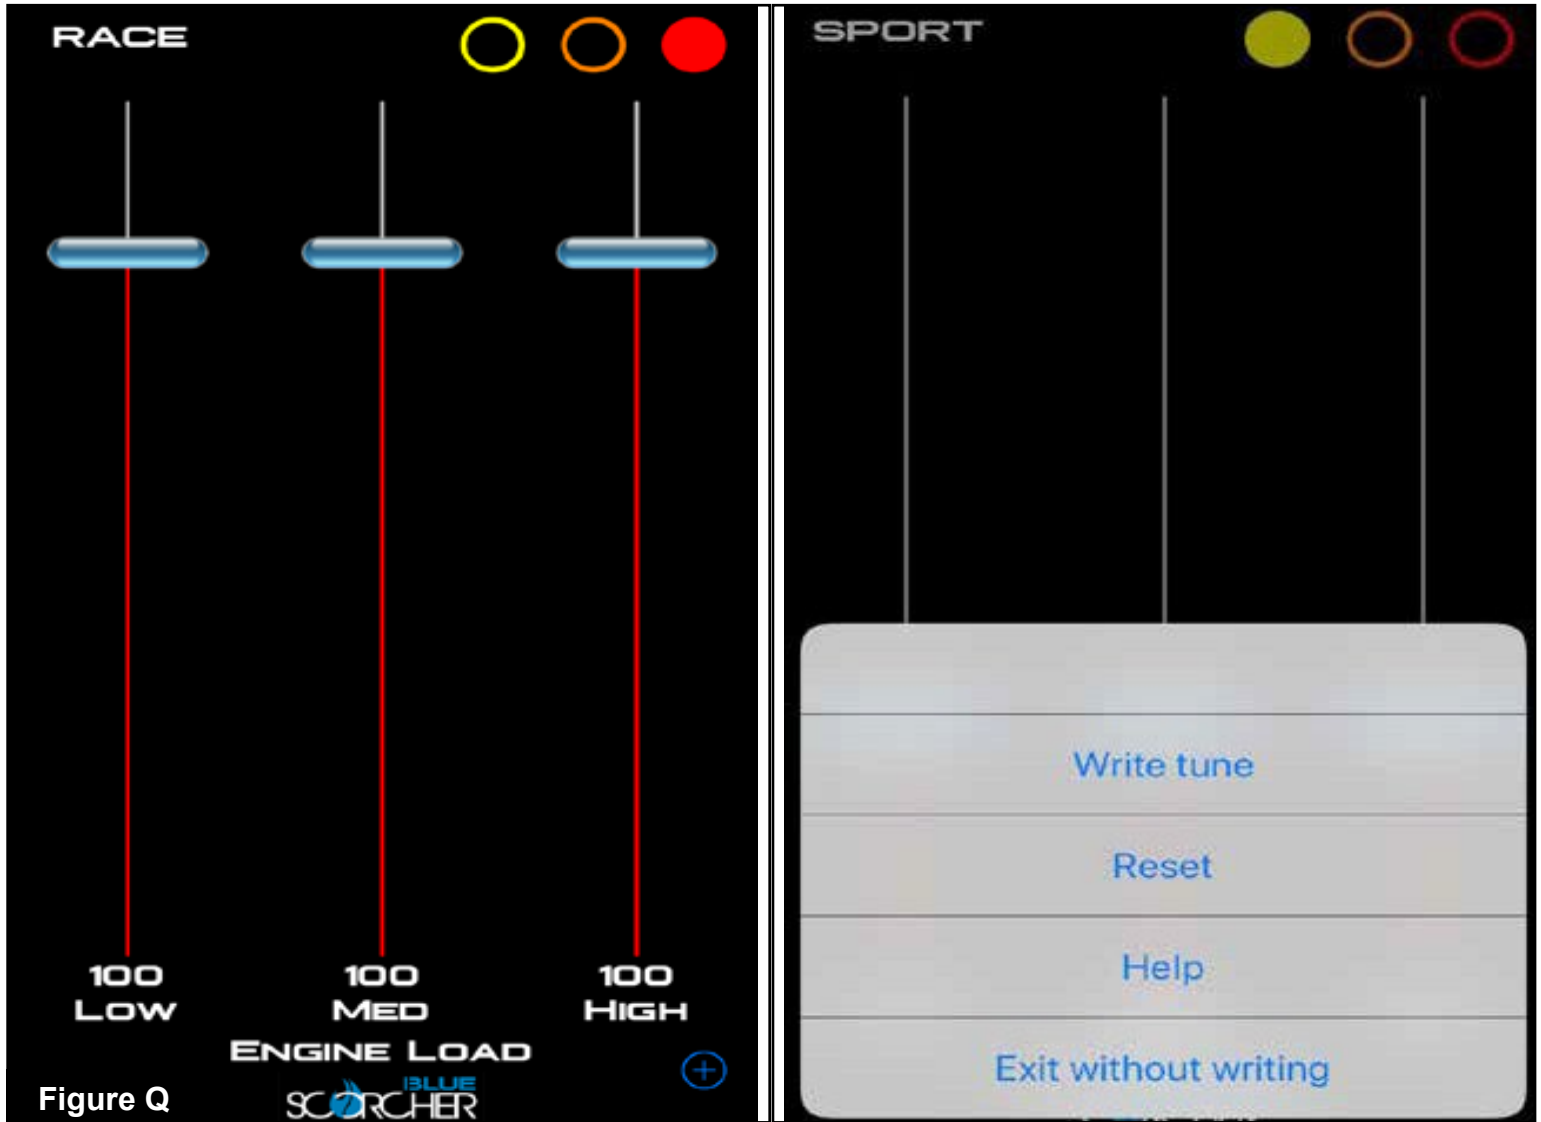 RACE
100 100 100
LOW MED HIGH
ENGINE LOAD
BLUE
SCORCHER
Figure Q
SPORT
Write tune
Reset
Help
Exit without writing